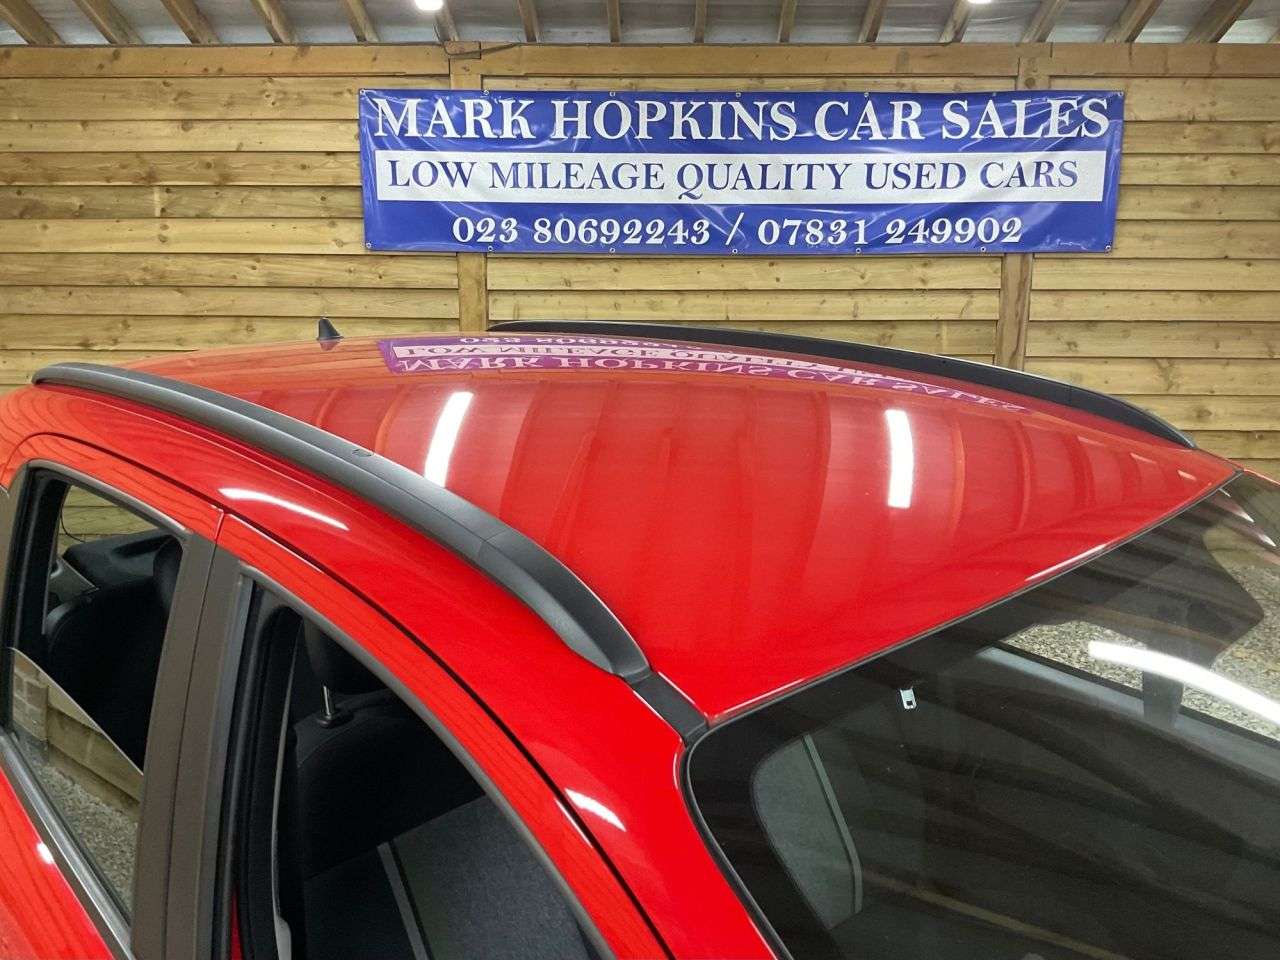 MARK HOPKINS CAR SALES
LOW MILEAGE QUALITY USED CARS
023 80692243 / 07831 249902